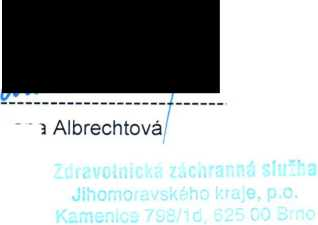 Albrechtová
Zdravotnická záchranná služba
Jihomoravského kraje, p.o.
Kamenice 798/1d, 625 00 Brno